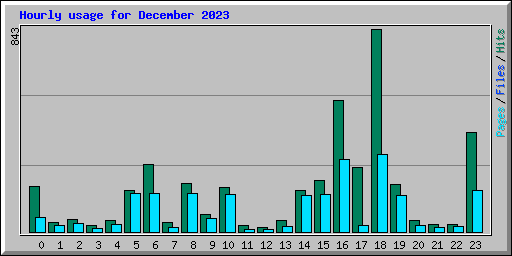 Hourly usage for December 2023
843
Pages/Files/Hits
0 1 2 3 4 5 6 7 8 9 10 11 12 13 14 15 16 17 18 19 20 21 22 23